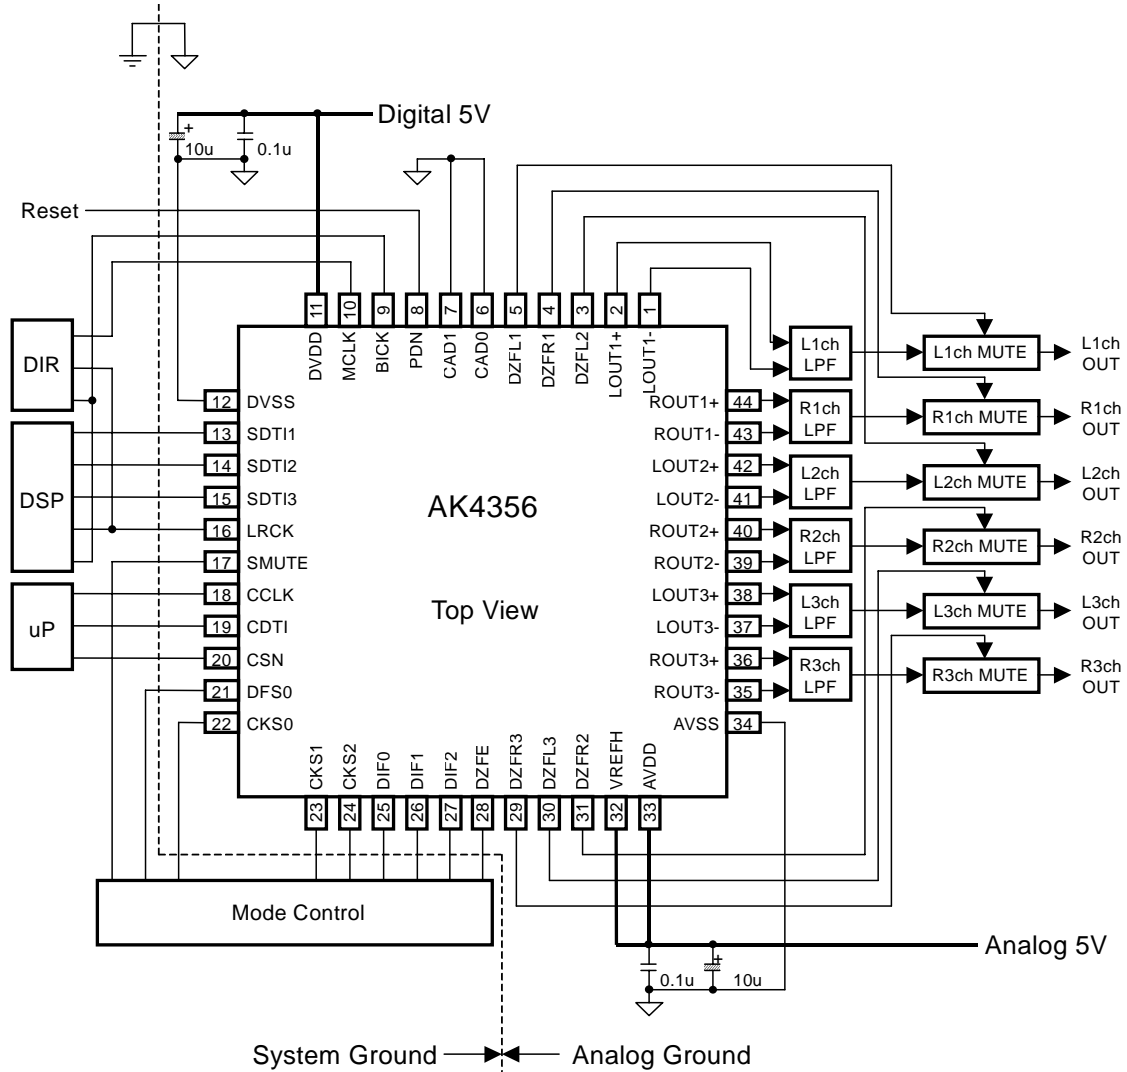 Digital 5V
+
10u
0.1u
Reset
11
10
9
8
7
6
5
4
3
2
1
DVDD
MCLK
BICK
PDN
CAD1
CAD0
DZFL1
DZFR1
DZFL2
LOUT1+
LOUT1-
DIR
DSP
uP
12 DVSS
13 SDTI1
14 SDTI2
15 SDTI3
16 LRCK
17 SMUTE
18 CCLK
19 CDTI
20 CSN
21 DFS0
22 CKS0
AK4356
Top View
ROUT1+ 44
ROUT1- 43
LOUT2+ 42
LOUT2- 41
ROUT2+ 40
ROUT2- 39
LOUT3+ 38
LOUT3- 37
ROUT3+ 36
ROUT3- 35
AVSS 34
L1ch
LPF
R1ch
LPF
L2ch
LPF
R2ch
LPF
L3ch
LPF
R3ch
LPF
L1ch MUTE
R1ch MUTE
L2ch MUTE
R2ch MUTE
L3ch MUTE
R3ch MUTE
L1ch
OUT
R1ch
OUT
L2ch
OUT
R2ch
OUT
L3ch
OUT
R3ch
OUT
CKS1
CKS2
DIF0
DIF1
DIF2
DZFE
DZFR3
DZFL3
DZFR2
VREFH
AVDD
23
24
25
26
27
28
29
30
31
32
33
Mode Control
Analog 5V
0.1u
+
10u
System Ground
Analog Ground